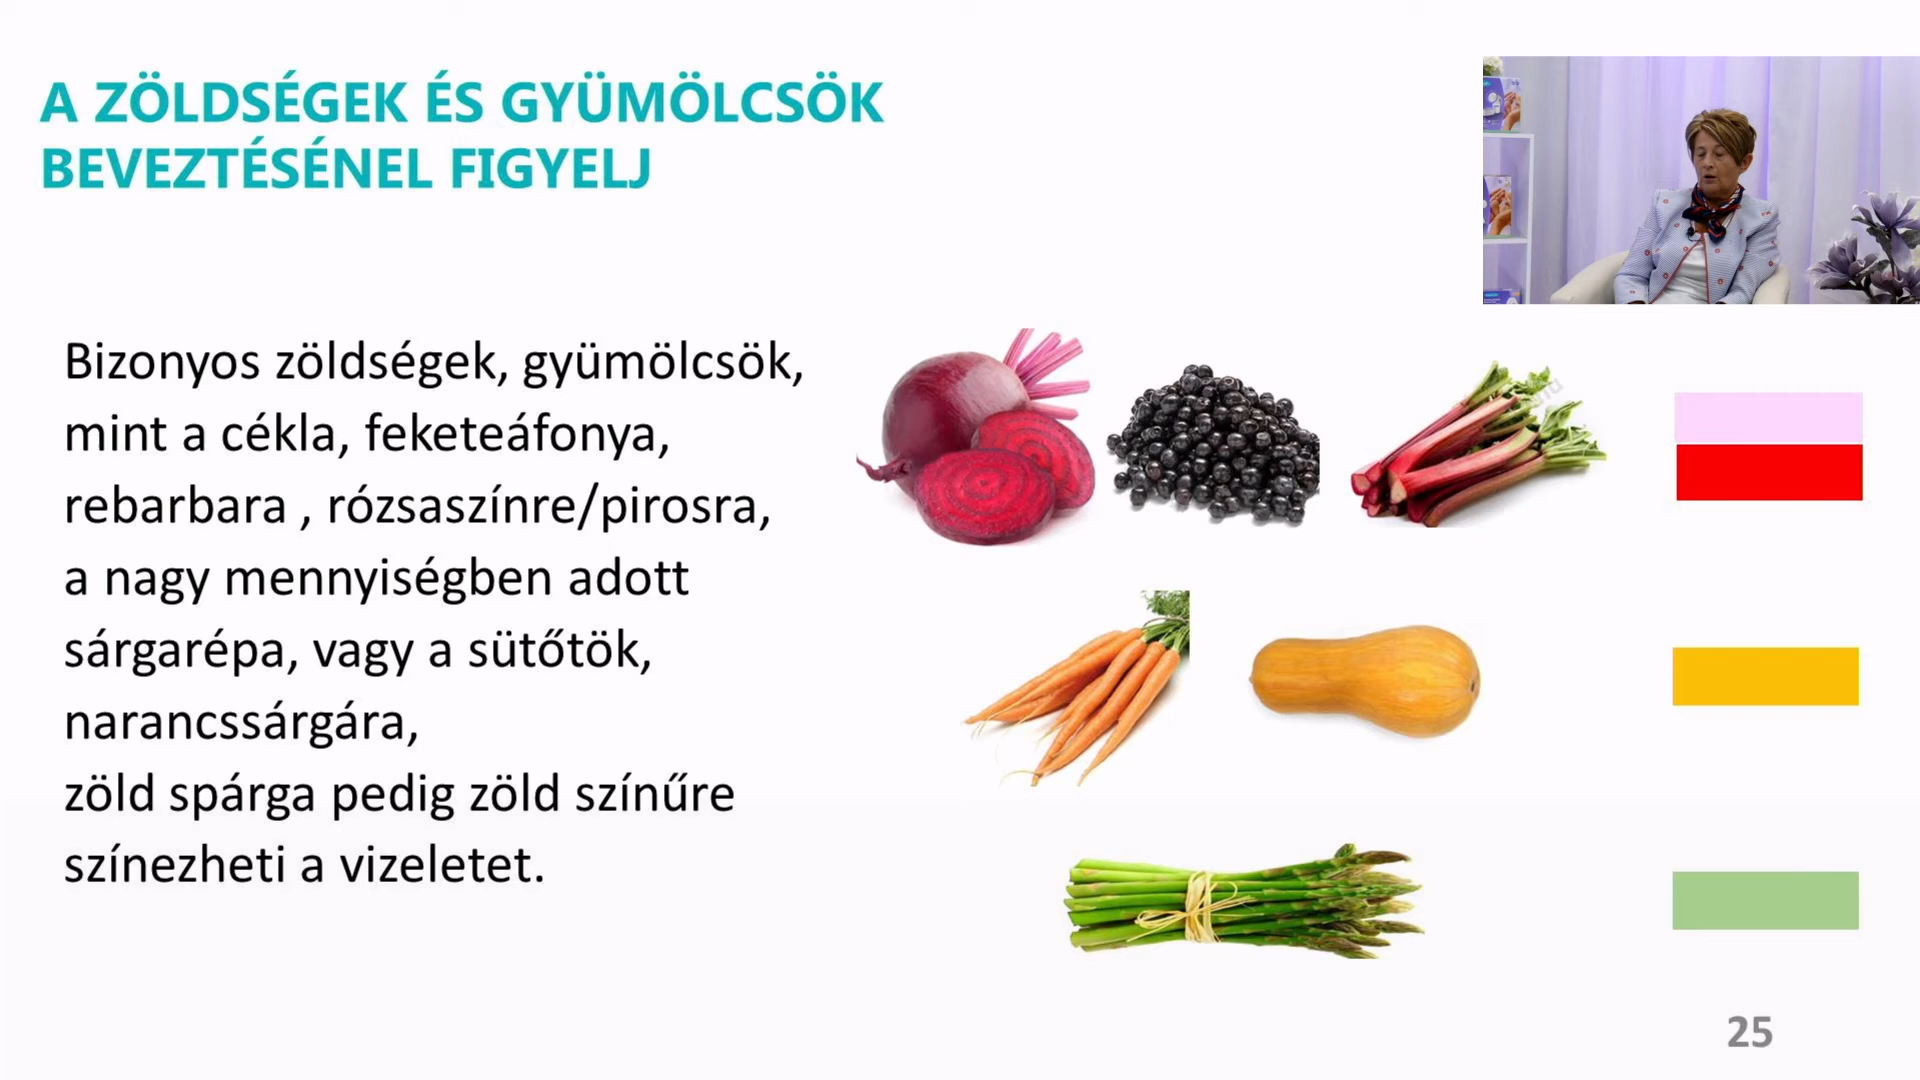 A ZÖLDSÉGEK ÉS GYÜMÖLCSÖK
BEVEZTÉSÉNEL FIGYELJ
Bizonyos zöldségek, gyümölcsök,
mint a cékla, feketeáfonya,
rebarbara , rózsaszínre/pirosra,
a nagy mennyiségben adott
sárgarépa, vagy a sütőtök,
narancssárgára,
zöld spárga pedig zöld színűre
színezheti a vizeletet.
25